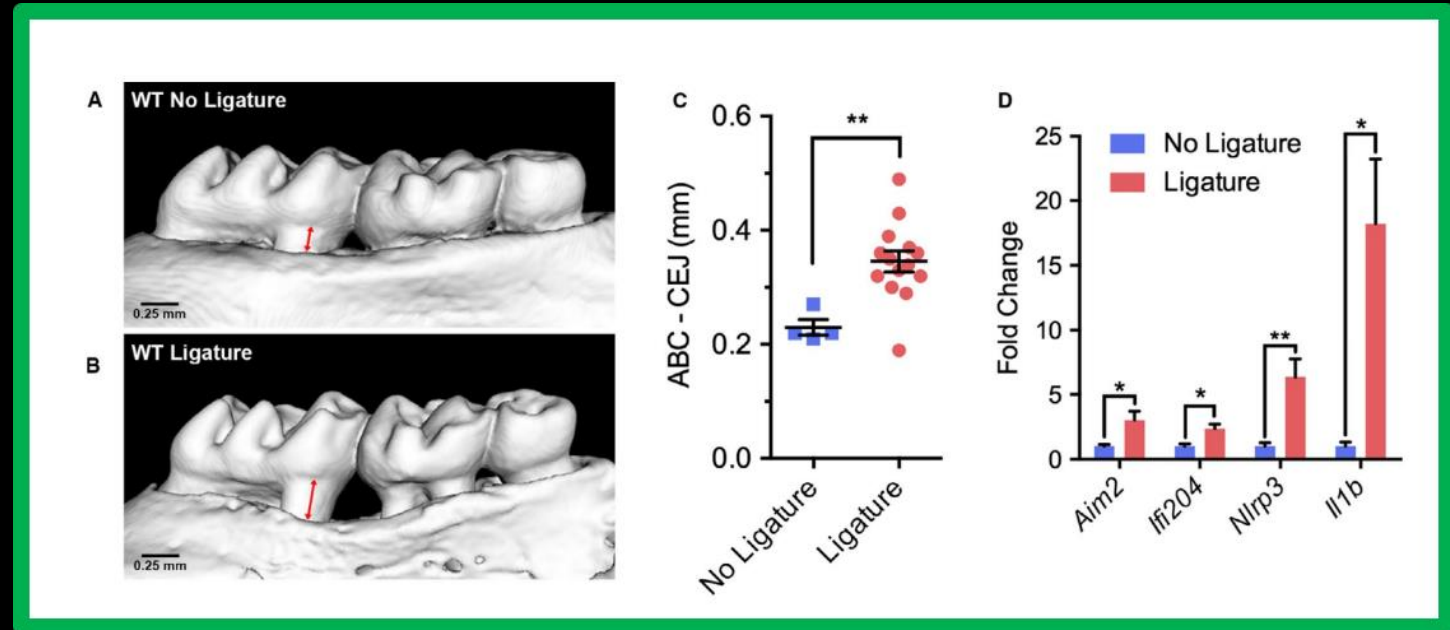 A
WT No Ligature
0.25 mm
B
WT Ligature
0.25 mm
C
ABC - CEJ (mm)
0.6
0.4
0.2
0.0
**
No Ligature
Ligature
D
Fold Change
25
20
15
10
5
0
No Ligature
Ligature
*
*
**
*
Aim2
Ifi204
Nlrp3
Il1b